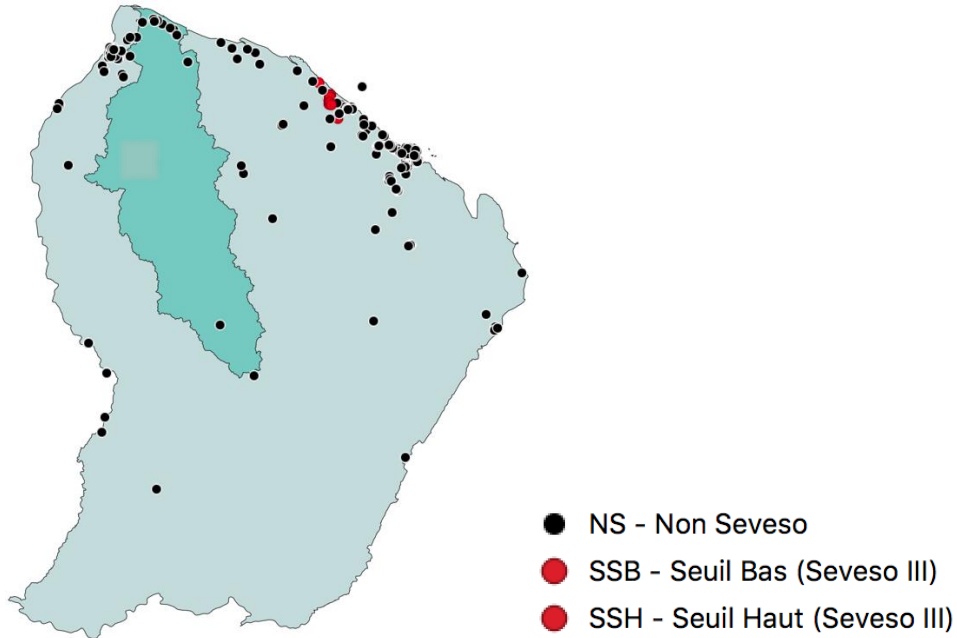 NS - Non Seveso
SSB - Seuil Bas (Seveso III)
SSH - Seuil Haut (Seveso III)